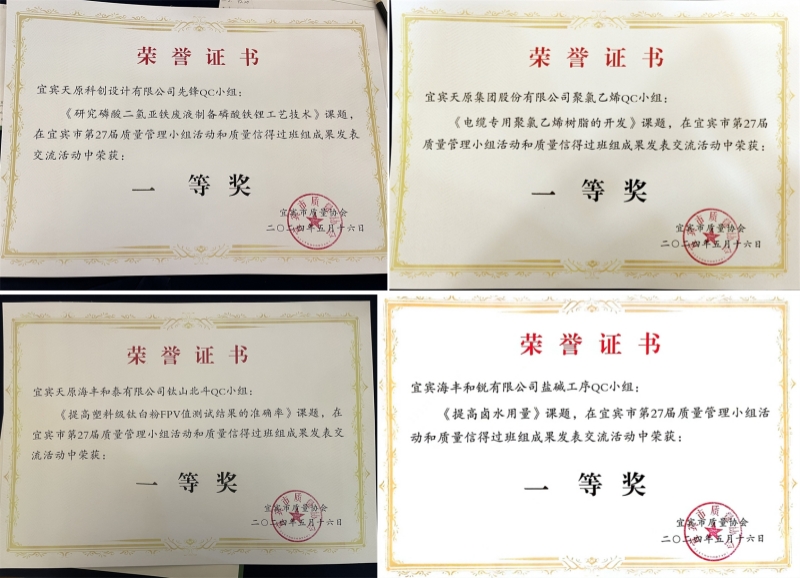 荣誉证书
宜宾天原科创设计有限公司先锋QC小组：
《研究磷酸二氢亚铁废液制备磷酸铁锂工艺技术》课题，
在宜宾市第27届质量管理小组活动和质量信得过班组成果发表
交流活动中荣获：
一 等 奖
宜宾市质量协会
二〇二四年五月十六日
荣誉证书
宜宾天原集团股份有限公司聚氯乙烯QC小组：
《电缆专用聚氯乙烯树脂的开发》课题，在宜宾市第27届
质量管理小组活动和质量信得过班组成果发表交流活动中荣获：
一 等 奖
宜宾市质量协会
二〇二四年五月十六日
荣誉证书
宜宾天原海丰和泰有限公司钛山北斗QC小组：
《提高塑料级钛白粉FPV值测试结果的准确率》课题，在
宜宾市第27届质量管理小组活动和质量信得过班组成果发表交
流活动中荣获：
一 等 奖
宜宾市质量协会
二〇二四年五月十六日
荣誉证书
宜宾海丰和锐有限公司盐碱工序QC小组：
《提高卤水用量》课题，在宜宾市第27届质量管理小组活
动和质量信得过班组成果发表交流活动中荣获：
一 等 奖
宜宾市质量协会
二〇二四年五月十六日